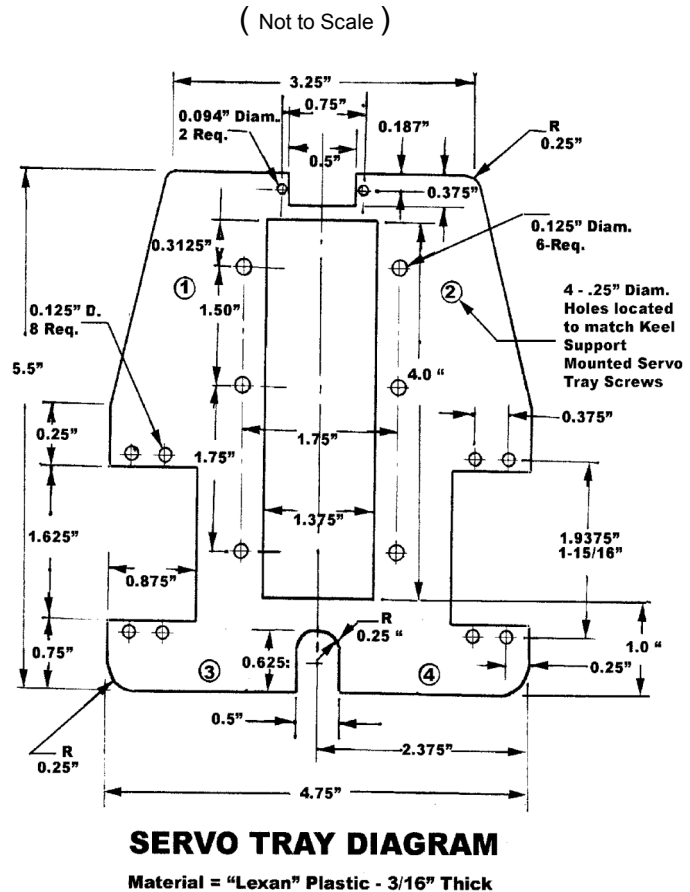 ( Not to Scale )
3.25”
0.094” Diam.
2 Req.
0.75”
0.187”
R
0.25”
0.5”
0.375”
0.3125”
0.125” Diam.
6-Req.
1
2
4 - .25” Diam.
Holes located
to match Keel
Support
Mounted Servo
Tray Screws
0.125” D.
8 Req.
1.50”
5.5”
4.0 “
0.375”
0.25”
1.75”
1.75”
1.375”
1.625”
1.9375”
1-15/16”
0.875”
R
0.25 “
0.75”
0.625:
1.0 “
3
4
0.25”
0.5”
R
0.25”
2.375”
4.75”
SERVO TRAY DIAGRAM
Material = “Lexan” Plastic - 3/16” Thick